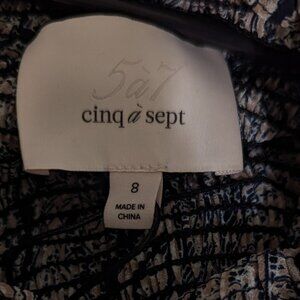 5à7
cinq à sept
8
MADE IN
CHINA